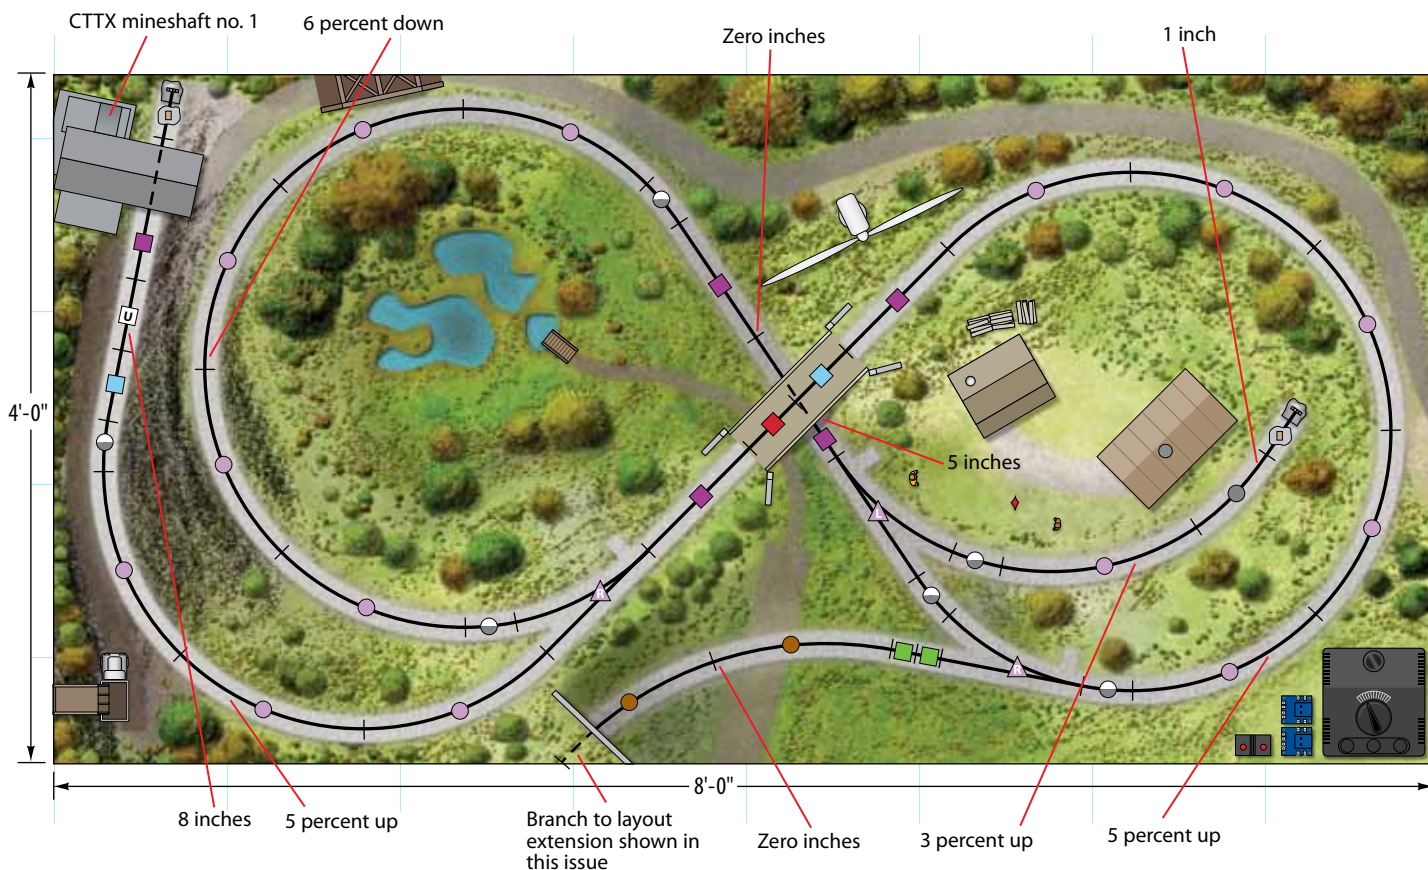 CTTX mineshaft no. 1
6 percent down
Zero inches
1 inch
U
4'-0"
5 inches
L
R
R
8'-0"
8 inches
5 percent up
Branch to layout
extension shown in
this issue
Zero inches
3 percent up
5 percent up